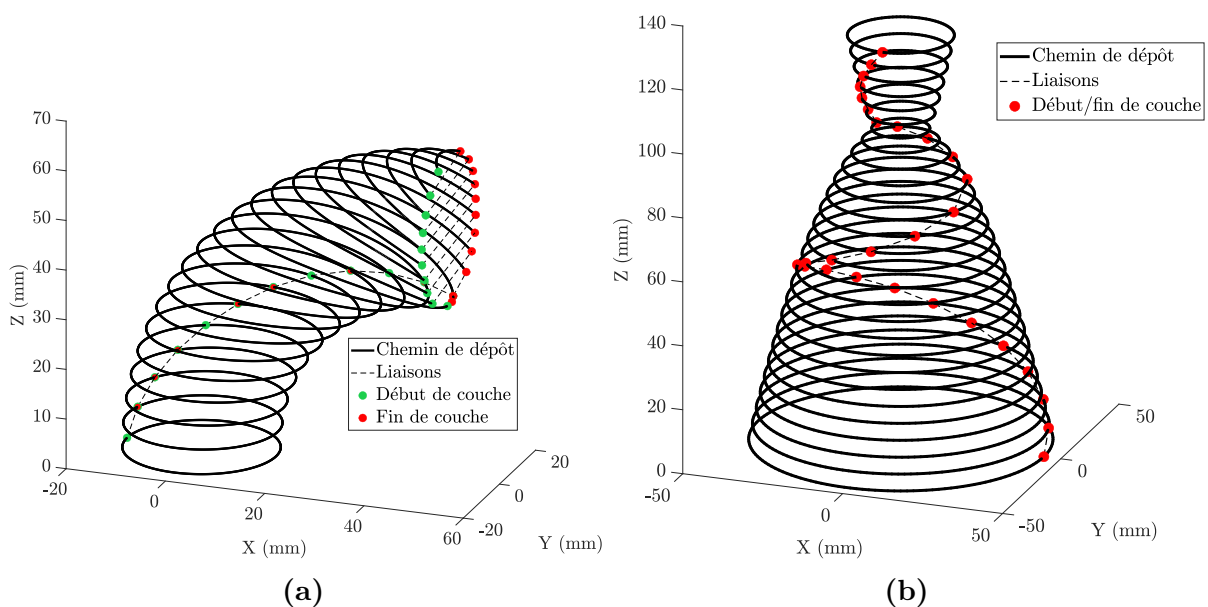 70
60
50
40
30
20
10
0
Z (mm)
-20
0
20
40
60
X (mm)
-20
0
20
Y (mm)
Chemin de dépôt
Liaisons
Début de couche
Fin de couche
(a)
140
120
100
80
60
40
20
0
Z (mm)
-50
0
50
X (mm)
-50
0
50
Y (mm)
Chemin de dépôt
Liaisons
Début/fin de couche
(b)